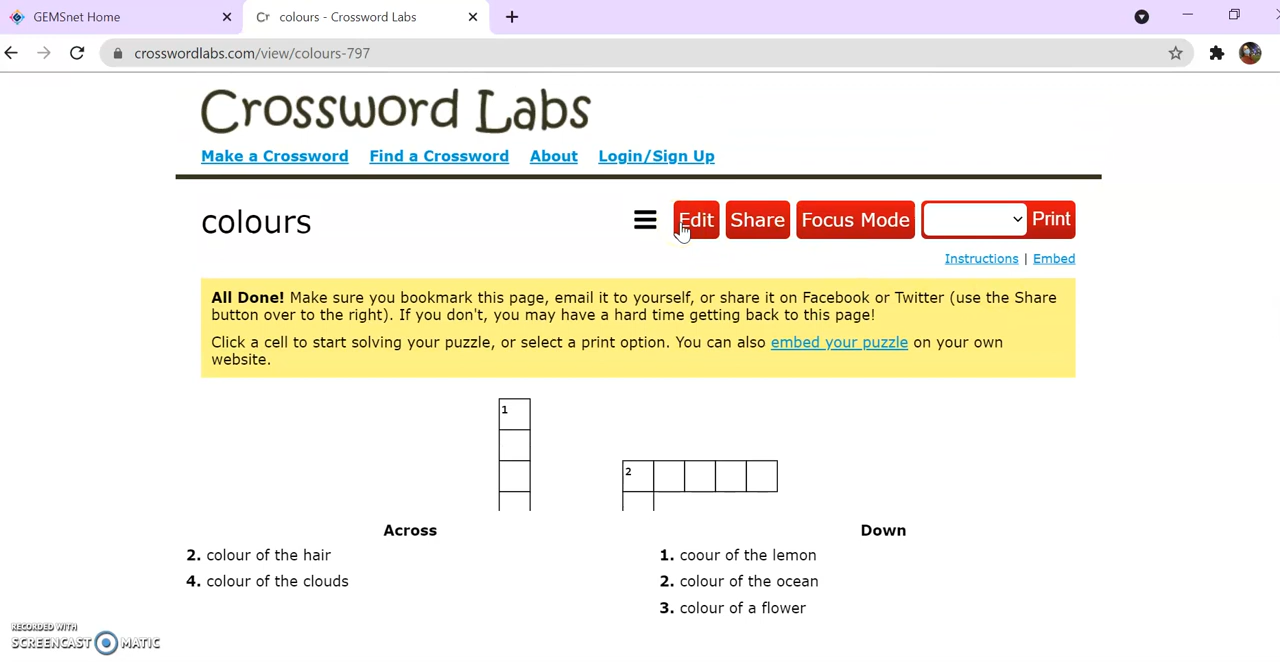 GEMSnet Home
Cr colours - Crossword Labs
crosswordlabs.com/view/colours-797
Crossword Labs
Make a Crossword Find a Crossword About Login/Sign Up
colours Edit Share Focus Mode Print
Instructions | Embed
All Done! Make sure you bookmark this page, email it to yourself, or share it on Facebook or Twitter (use the Share
button over to the right). If you don't, you may have a hard time getting back to this page!
Click a cell to start solving your puzzle, or select a print option. You can also embed your puzzle on your own
website.
1
2
Across
2. colour of the hair
4. colour of the clouds
Down
1. coour of the lemon
2. colour of the ocean
3. colour of a flower
RECORDED WITH
SCREENCAST MATIC